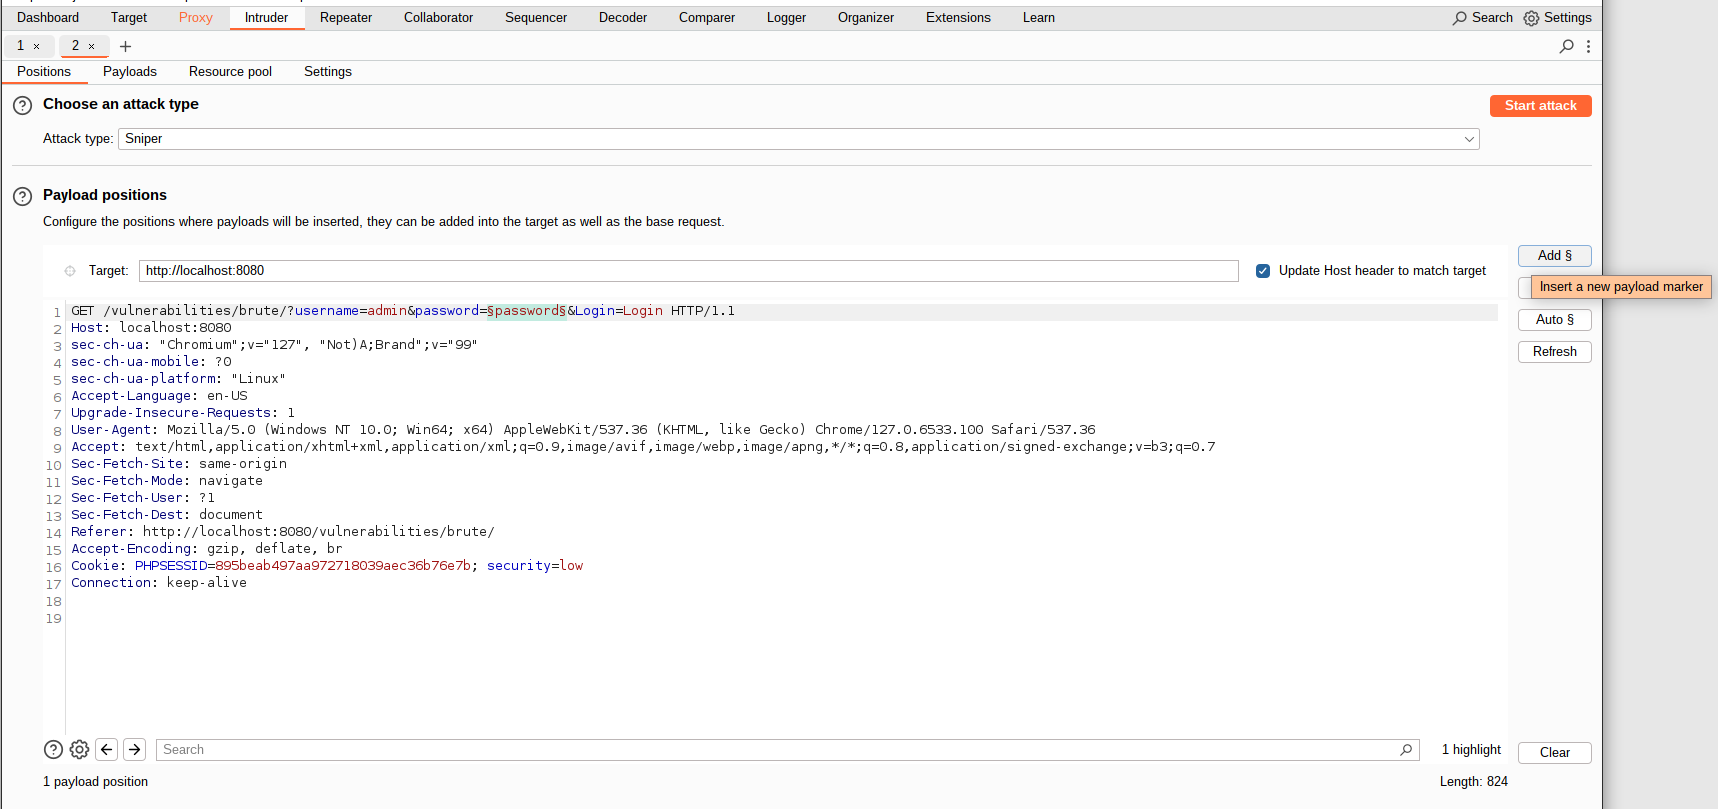 Dashboard Target Proxy Intruder Repeater Collaborator Sequencer Decoder Comparer Logger Organizer Extensions Learn Search Settings
1 × 2 × +
Positions Payloads Resource pool Settings
? Choose an attack type Start attack
Attack type: Sniper
? Payload positions
Configure the positions where payloads will be inserted, they can be added into the target as well as the base request.
Add §
Target: http://localhost:8080 Update Host header to match target
Insert a new payload marker
Auto §
Refresh
1 GET /vulnerabilities/brute/?username=admin&password=§password§&Login=Login HTTP/1.1
2 Host: localhost:8080
3 sec-ch-ua: "Chromium";v="127", "Not)A;Brand";v="99"
4 sec-ch-ua-mobile: ?0
5 sec-ch-ua-platform: "Linux"
6 Accept-Language: en-US
7 Upgrade-Insecure-Requests: 1
8 User-Agent: Mozilla/5.0 (Windows NT 10.0; Win64; x64) AppleWebKit/537.36 (KHTML, like Gecko) Chrome/127.0.6533.100 Safari/537.36
9 Accept: text/html,application/xhtml+xml,application/xml;q=0.9,image/avif,image/webp,image/apng,*/*;q=0.8,application/signed-exchange;v=b3;q=0.7
10 Sec-Fetch-Site: same-origin
11 Sec-Fetch-Mode: navigate
12 Sec-Fetch-User: ?1
13 Sec-Fetch-Dest: document
14 Referer: http://localhost:8080/vulnerabilities/brute/
15 Accept-Encoding: gzip, deflate, br
16 Cookie: PHPSESSID=895beab497aa972718039aec36b76e7b; security=low
17 Connection: keep-alive
18
19
? Search 1 highlight Clear
1 payload position Length: 824